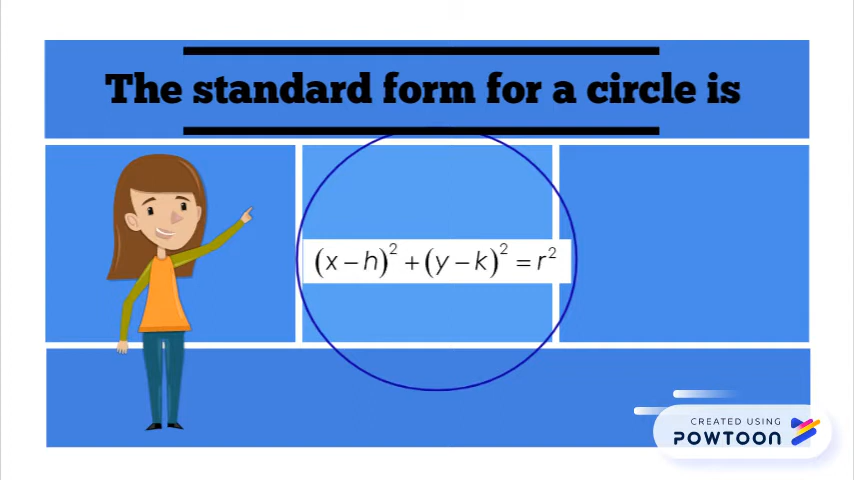 The standard form for a circle is
(x – h)² + (y – k)² = r²
CREATED USING
POWTOON